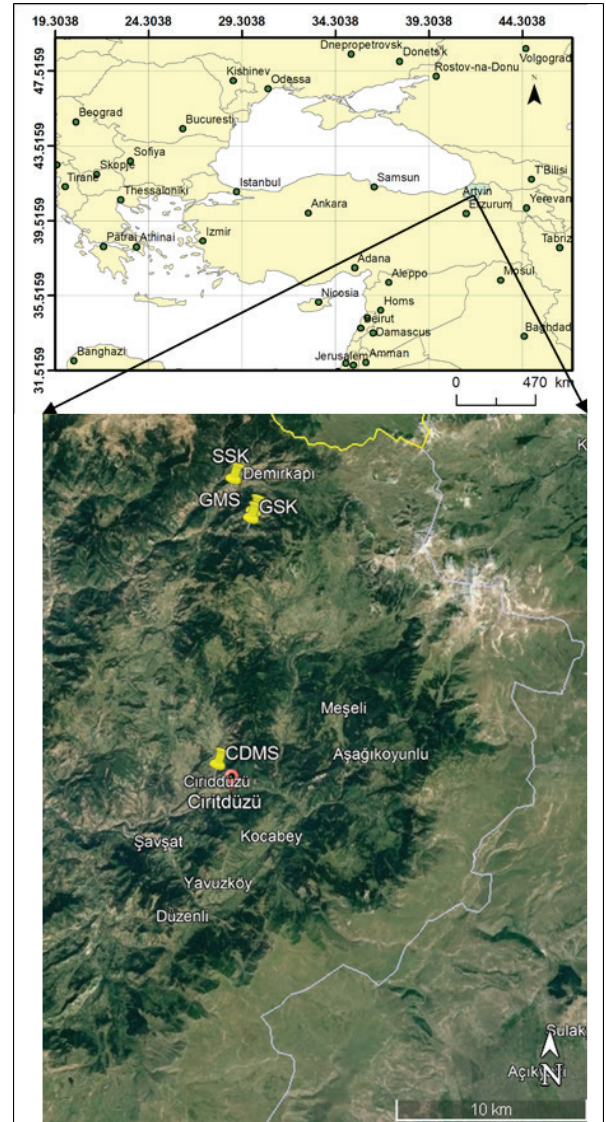 19.3038 24.3038 29.3038 34.3038 39.3038 44.3038
47,5159
43,5159
39,5159
35,5159
31,5159
Dnepropetrovsk
Donets'k
Volgograd
Kishinev
Odessa
Rostov-na-Donu
N
Beograd
Bucuresti
Sofiya
Skopje
Tirane
Thessaloniki
Istanbul
Samsun
T'Bilisi
Artvin
Ankara
Erzurum
Yerevan
Patrai
Athinai
Izmir
Tabriz
Adana
Aleppo
Mosul
Nicosia
Homs
Beirut
Damascus
Baghdad
Banghazi
Jerusalem
Amman
0 470 km
K
SSK
Demirkapı
GMS
GSK
Meşeli
CDMS
Aşağıkoyunlu
Ciriddüzü
Ciritdüzü
Şavşat
Kocabey
Yavuzköy
Düzenli
Sulak
N
10 km